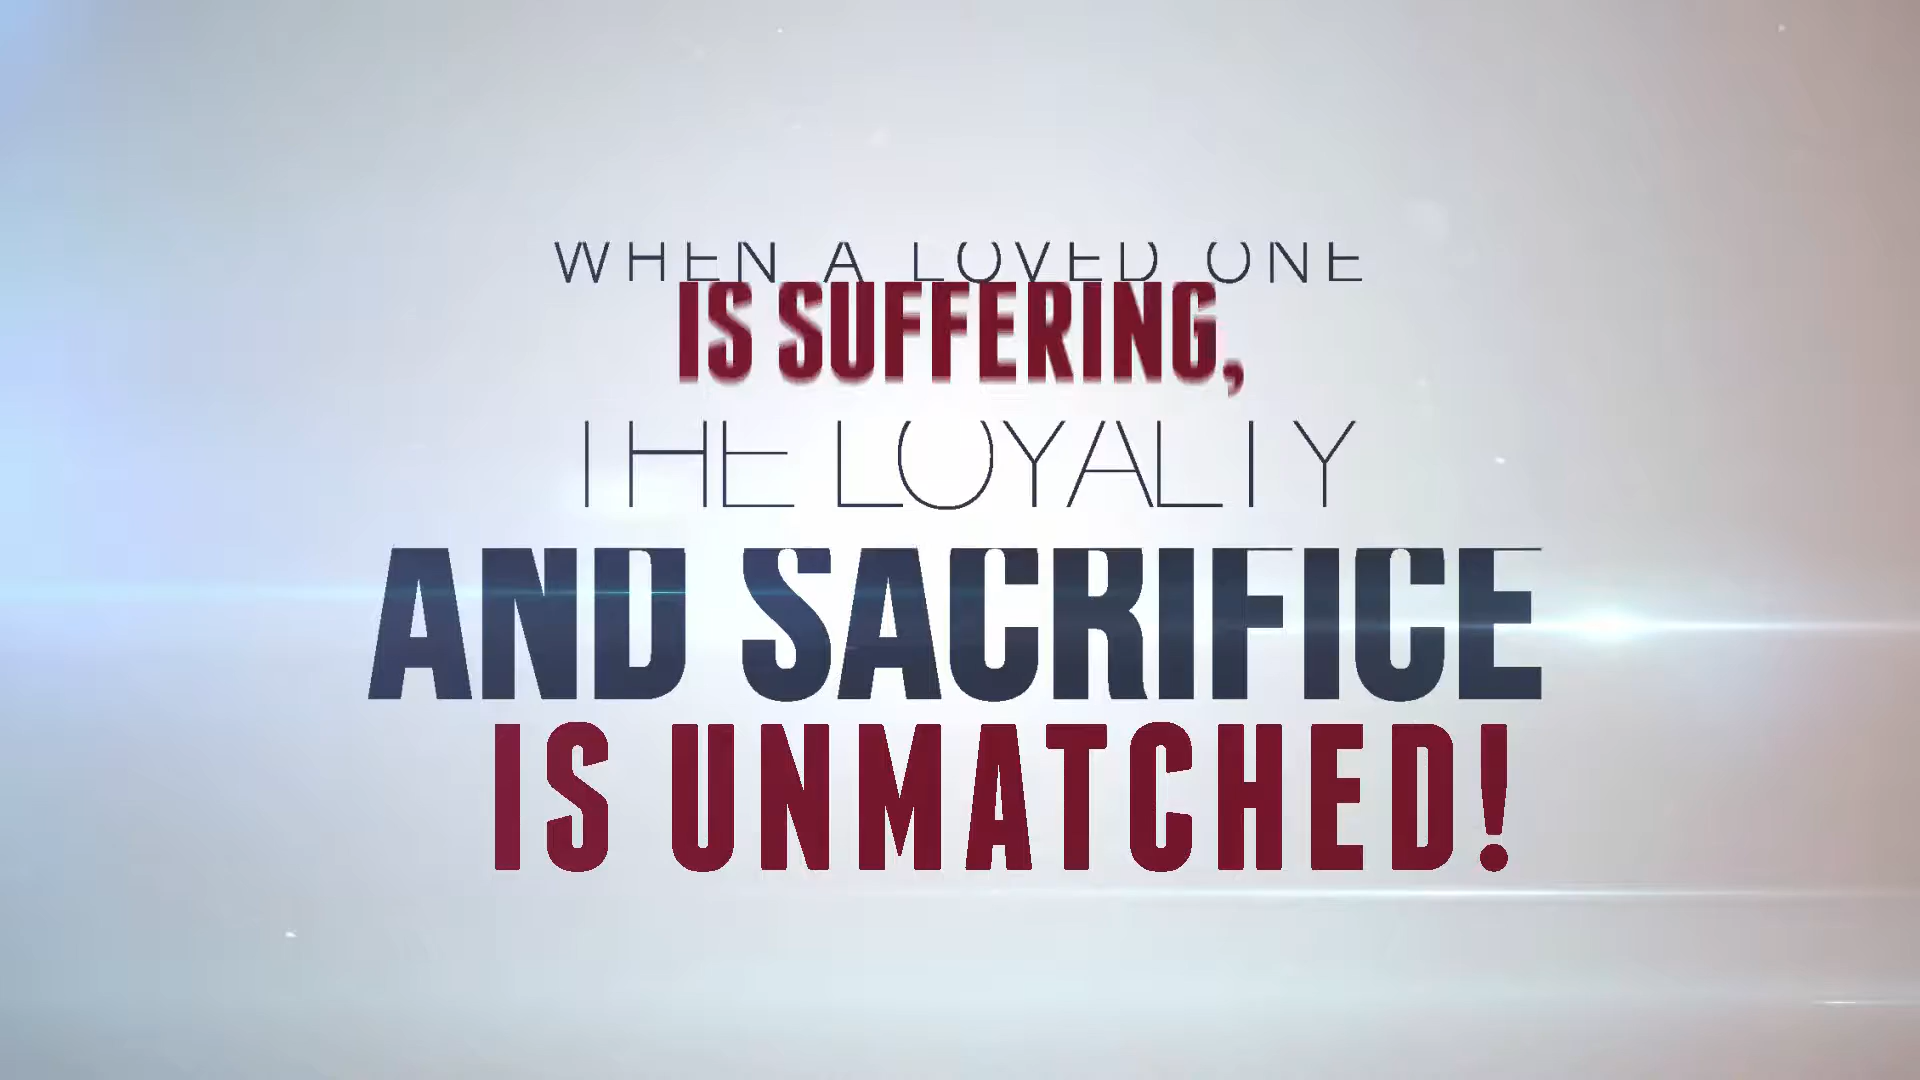 WHEN A LOVED ONE
IS SUFFERING,
THE LOYALTY
AND SACRIFICE
IS UNMATCHED!